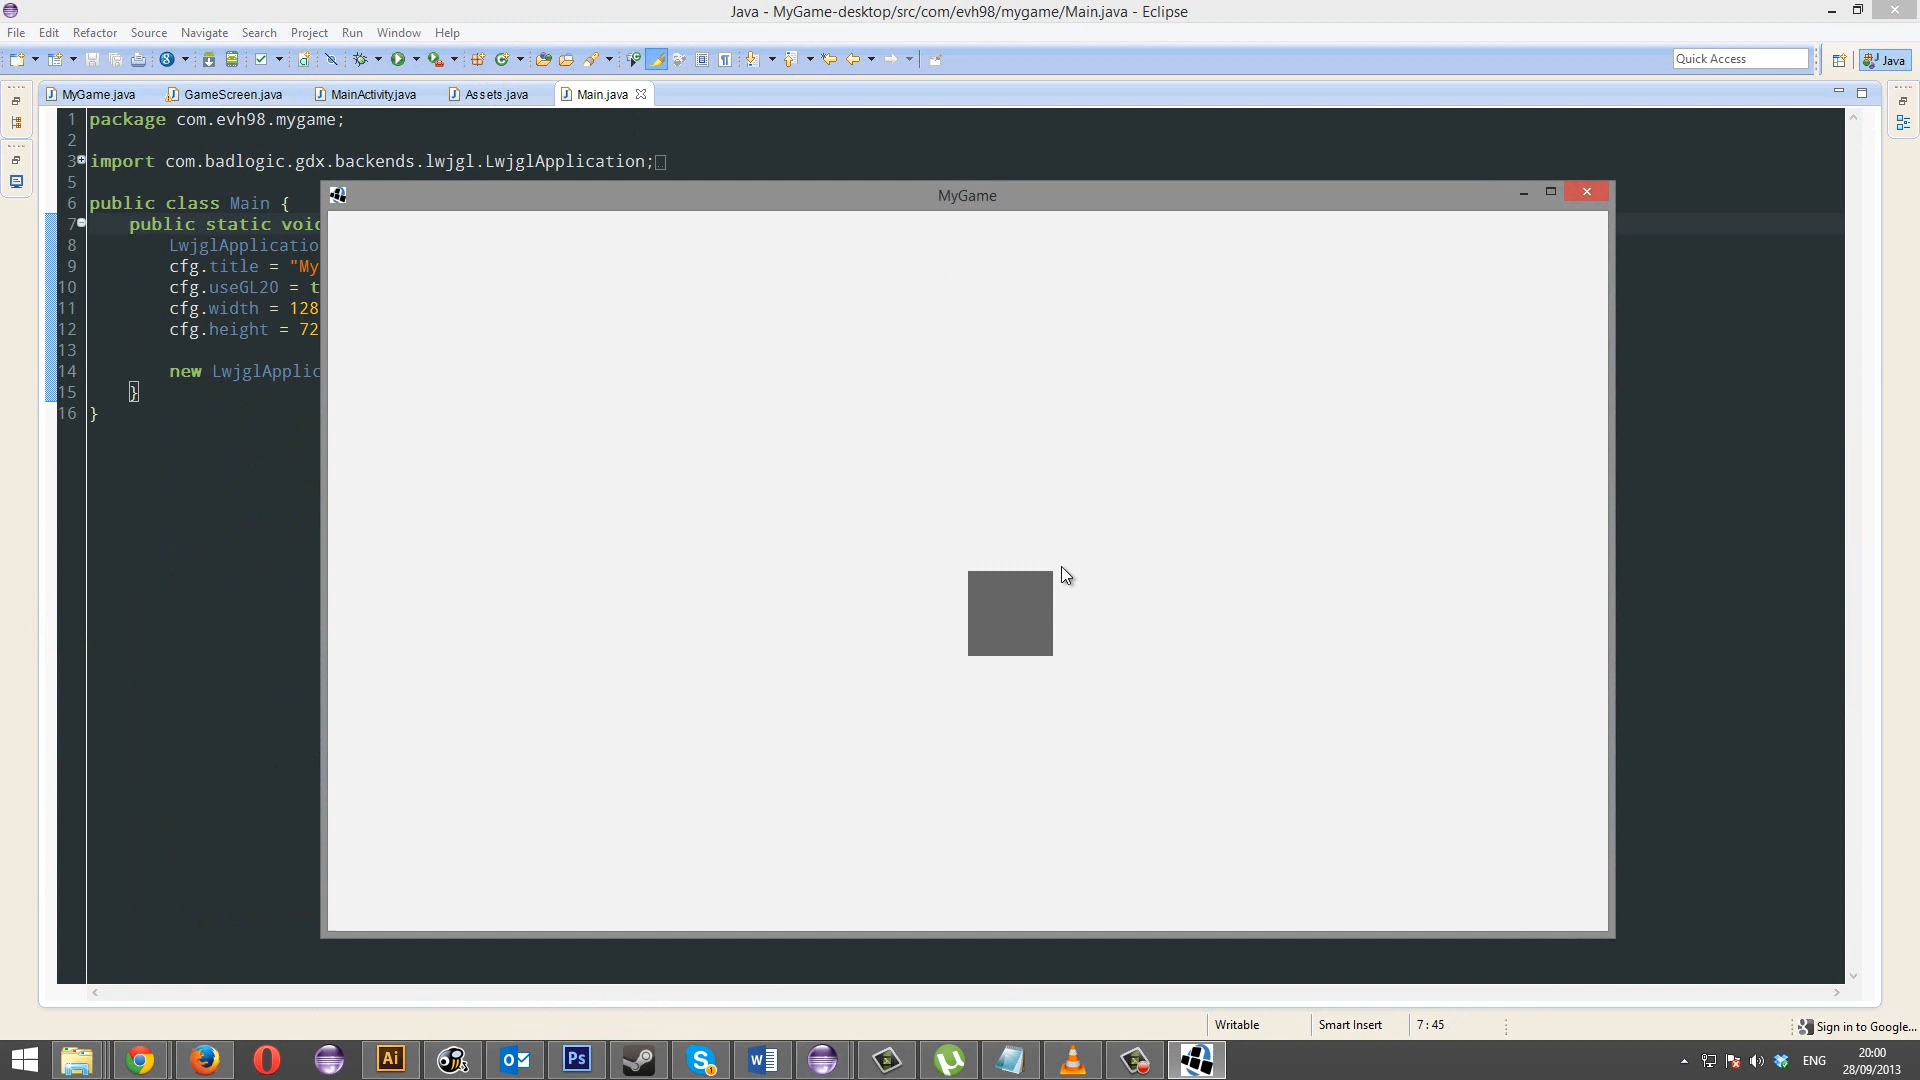 Java - MyGame-desktop/src/com/evh98/mygame/Main.java - Eclipse
File Edit Refactor Source Navigate Search Project Run Window Help
Quick Access
Java
MyGame.java GameScreen.java MainActivity.java Assets.java Main.java
1 package com.evh98.mygame;
2
3 import com.badlogic.gdx.backends.lwjgl.LwjglApplication;
5
6 public class Main {
7 public static void
8 LwjglApplicatio
9 cfg.title = "My
10 cfg.useGL20 = t
11 cfg.width = 128
12 cfg.height = 72
13
14 new LwjglApplic
15 }
16 }
MyGame
Writable Smart Insert 7 : 45
Sign in to Google...
Ai
Ps
ENG
20:00
28/09/2013